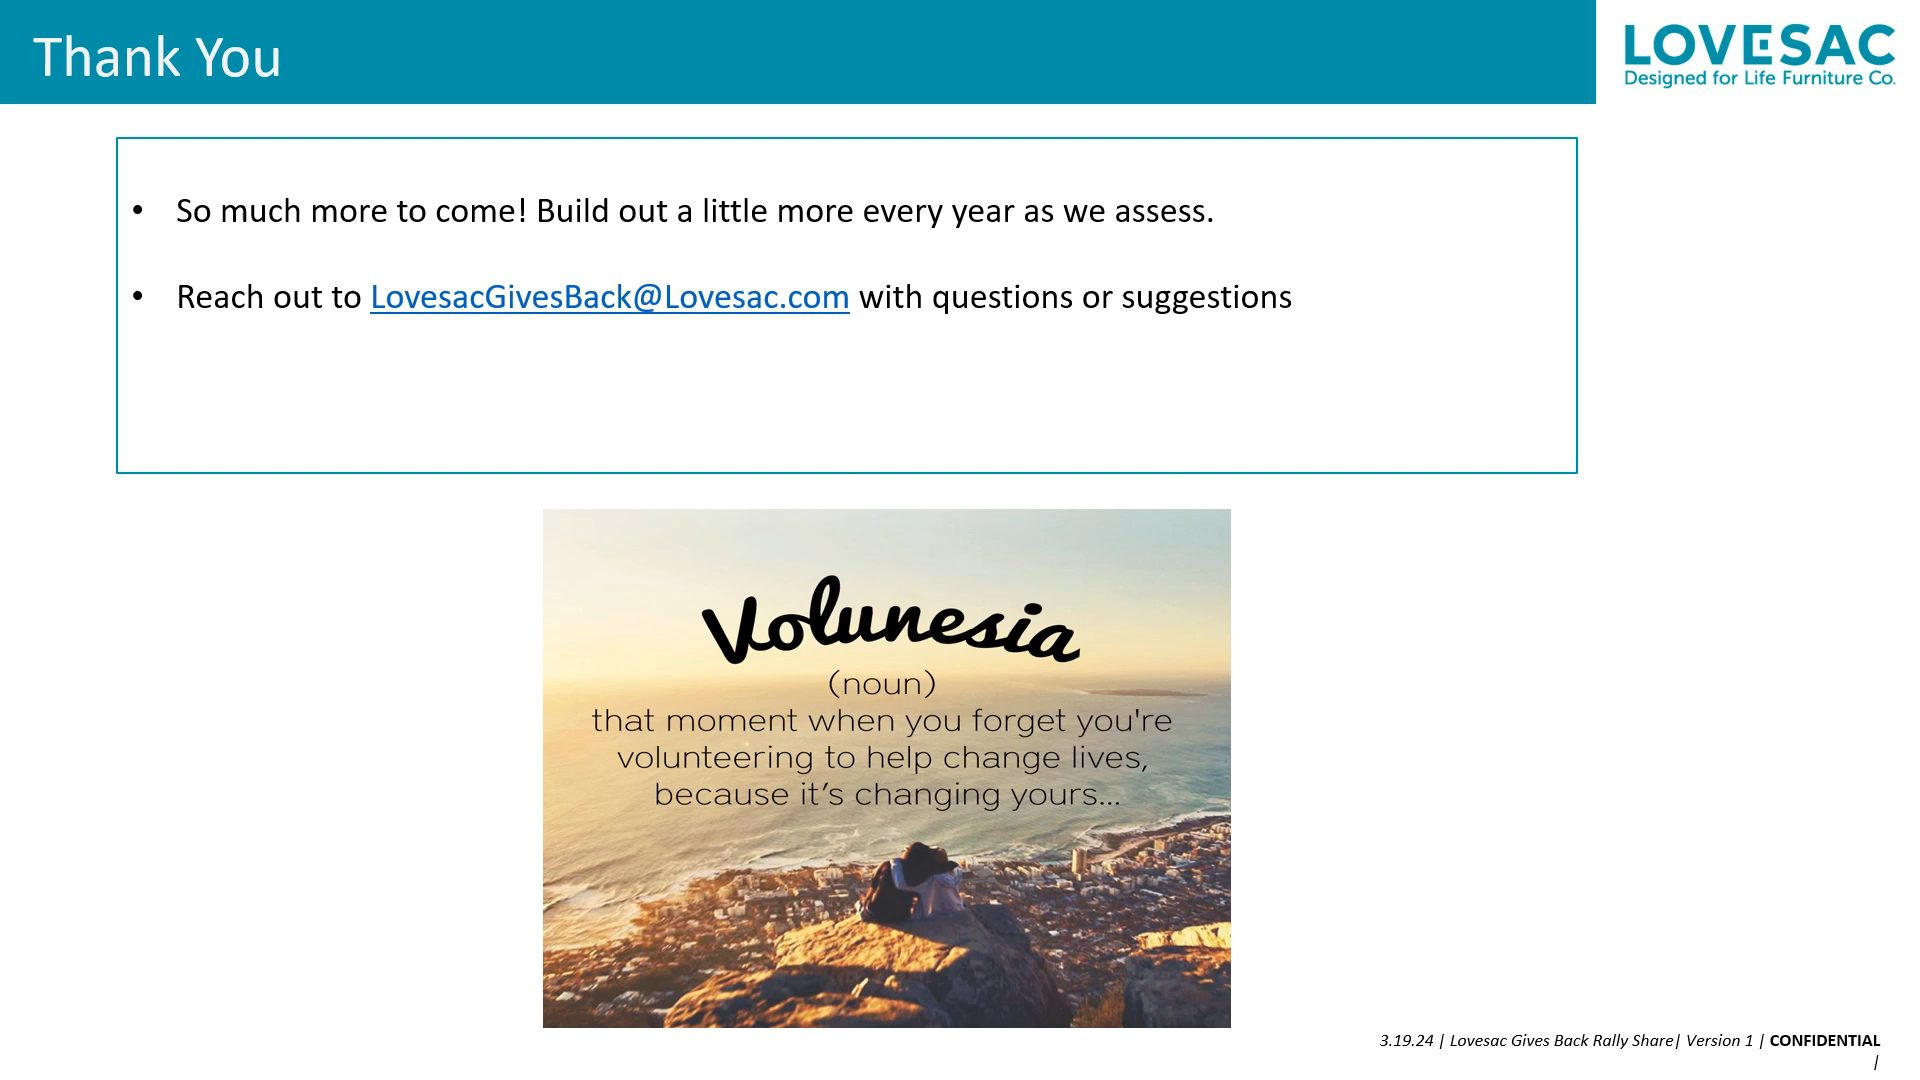 Thank You
LOVESAC
Designed for Life Furniture Co.
• So much more to come! Build out a little more every year as we assess.
• Reach out to LovesacGivesBack@Lovesac.com with questions or suggestions
Volunesia
(noun)
that moment when you forget you're
volunteering to help change lives,
because it’s changing yours...
3.19.24 | Lovesac Gives Back Rally Share| Version 1 | CONFIDENTIAL
|